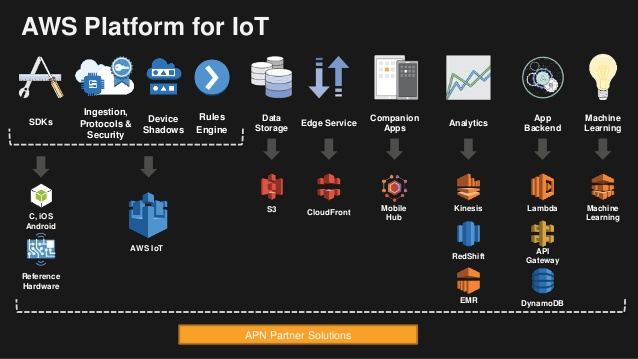 AWS Platform for IoT
SDKs
Ingestion,
Protocols &
Security
Device
Shadows
Rules
Engine
Data
Storage
Edge Service
Companion
Apps
Analytics
App
Backend
Machine
Learning
C, iOS
Android
Reference
Hardware
AWS IoT
S3
CloudFront
Mobile
Hub
Kinesis
RedShift
EMR
Lambda
API
Gateway
DynamoDB
Machine
Learning
APN Partner Solutions